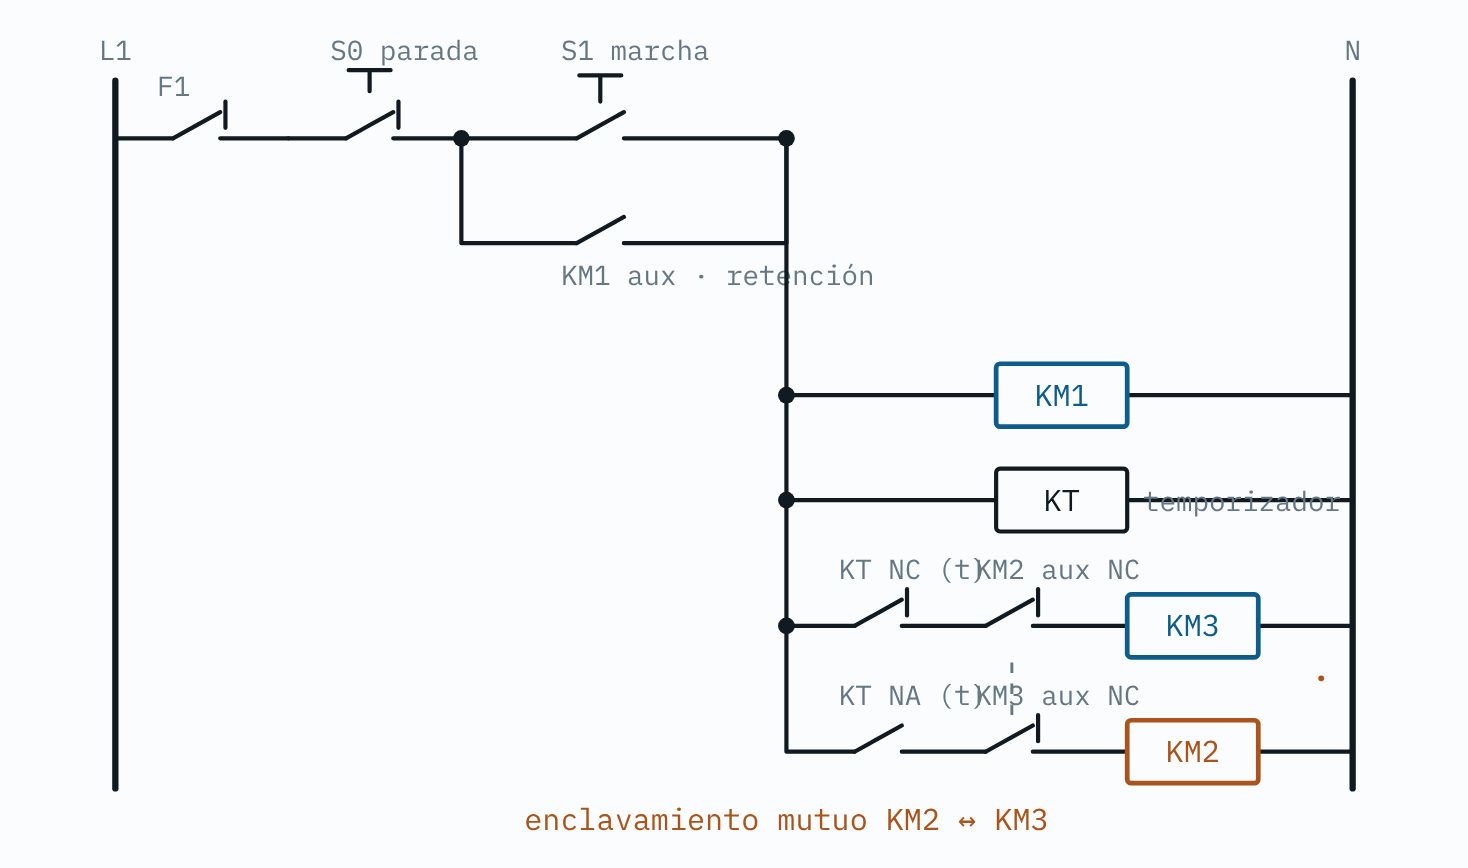 L1
S0 parada
S1 marcha
N
F1
KM1 aux · retención
KM1
KT
temporizador
KT NC (t)
KM2 aux NC
KM3
KT NA (t)
KM3 aux NC
KM2
enclavamiento mutuo KM2 ↔ KM3